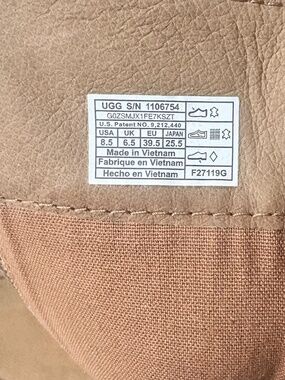 UGG S/N 1106754
G0ZSMJX1FE7KSZT
U.S. Patent NO. 9,212,440
USA UK EU JAPAN
8.5 6.5 39.5 25.5
Made in Vietnam
Fabrique en Vietnam
Hecho en Vietnam F27119G